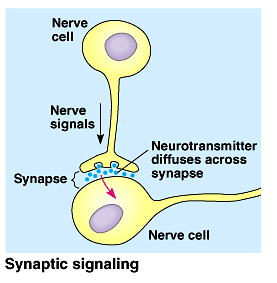 Nerve
cell
Nerve
signals
Neurotransmitter
diffuses across
synapse
Synapse
Nerve cell
Synaptic signaling